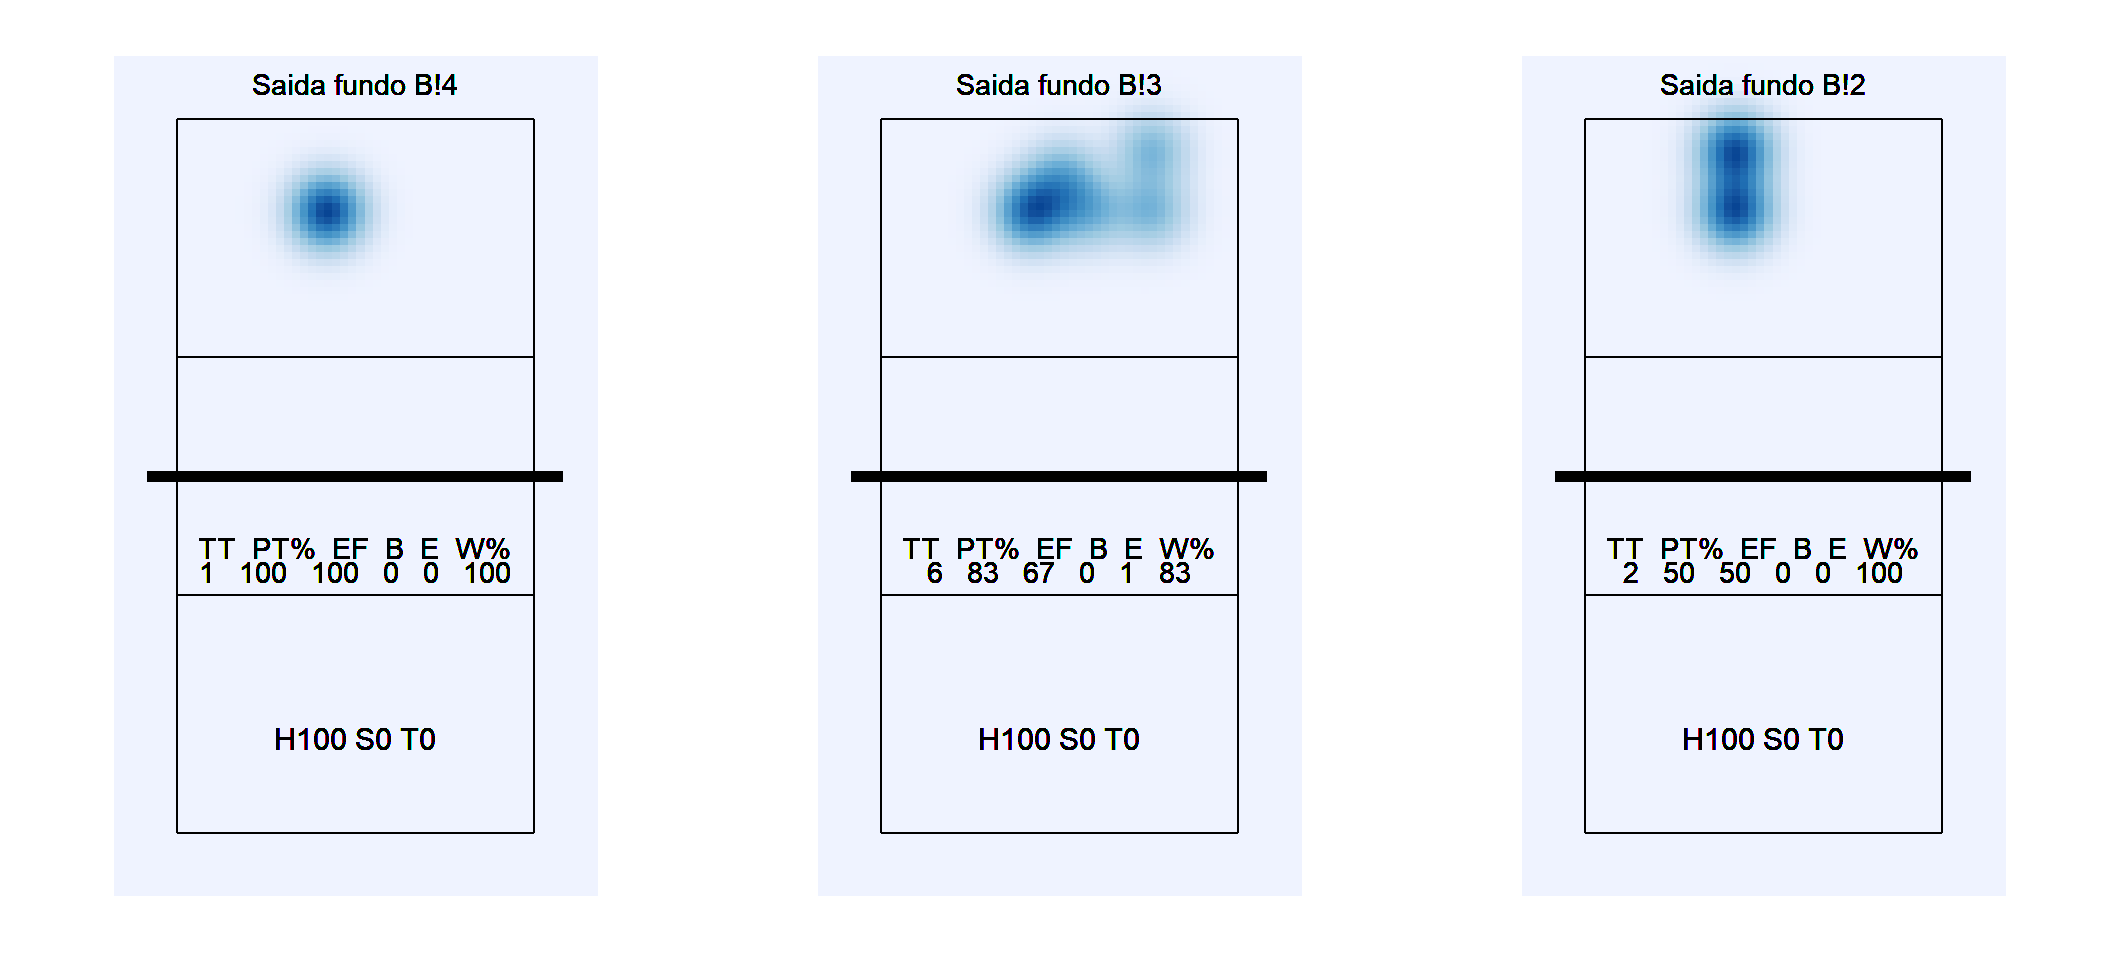 Saida fundo B!4
TT PT% EF B E W%
1 100 100 0 0 100
H100 S0 T0
Saida fundo B!3
TT PT% EF B E W%
6 83 67 0 1 83
H100 S0 T0
Saida fundo B!2
TT PT% EF B E W%
2 50 50 0 0 100
H100 S0 T0